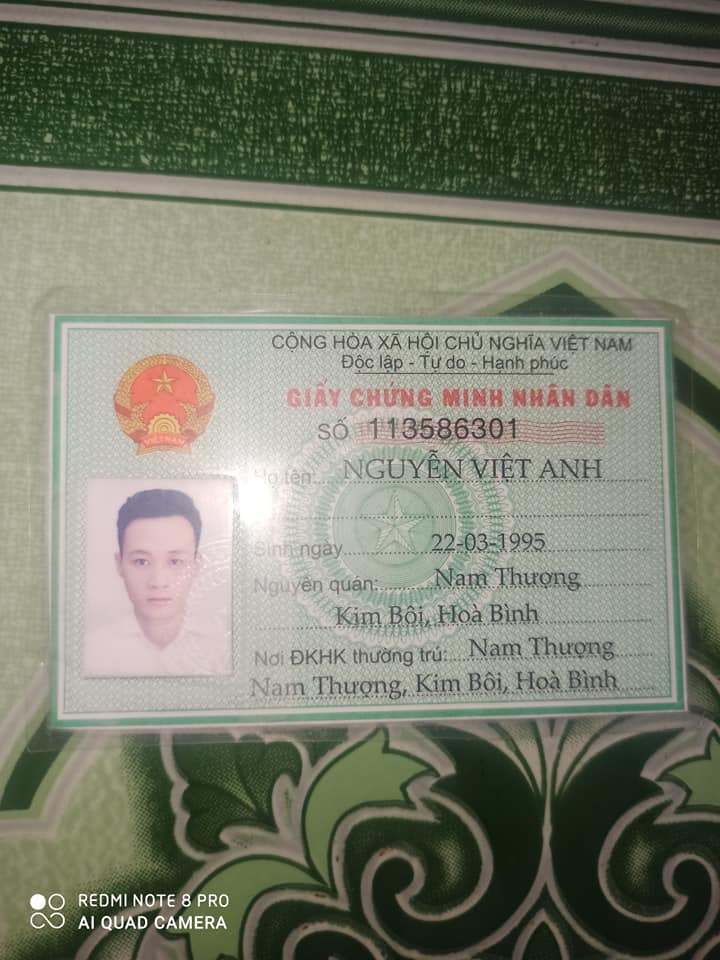 CỘNG HÒA XÃ HỘI CHỦ NGHĨA VIỆT NAM
Độc lập - Tự do - Hạnh phúc
GIẤY CHỨNG MINH NHÂN DÂN
SỐ 113586301
Họ tên: NGUYỄN VIỆT ANH
Sinh ngày 22-03-1995
Nguyên quán: Nam Thượng
Kim Bôi, Hoà Bình
Nơi ĐKHK thường trú: Nam Thượng
Nam Thượng, Kim Bôi, Hoà Bình
VIỆT NAM
REDMI NOTE 8 PRO
AI QUAD CAMERA